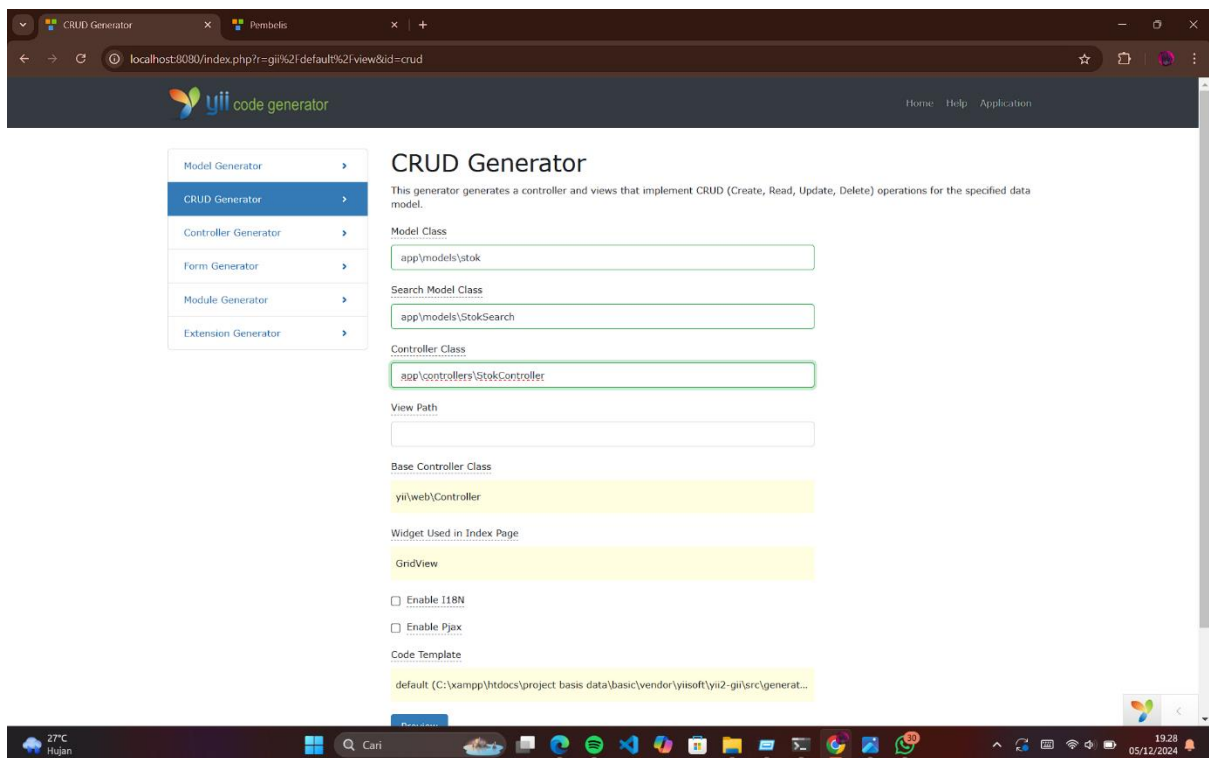 CRUD Generator
Pembelis
localhost:8080/index.php?r=gii%2Fdefault%2Fview&id=crud
yii code generator
Home Help Application
Model Generator
CRUD Generator
Controller Generator
Form Generator
Module Generator
Extension Generator
CRUD Generator
This generator generates a controller and views that implement CRUD (Create, Read, Update, Delete) operations for the specified data
model.
Model Class
app\models\stok
Search Model Class
app\models\StokSearch
Controller Class
app\controllers\StokController
View Path
Base Controller Class
yii\web\Controller
Widget Used in Index Page
GridView
Enable I18N
Enable Pjax
Code Template
default (C:\xampp\htdocs\project basis data\basic\vendor\yiisoft\yii2-gii\src\generat...
Preview
27°C
Hujan
Cari
30
19.28
05/12/2024